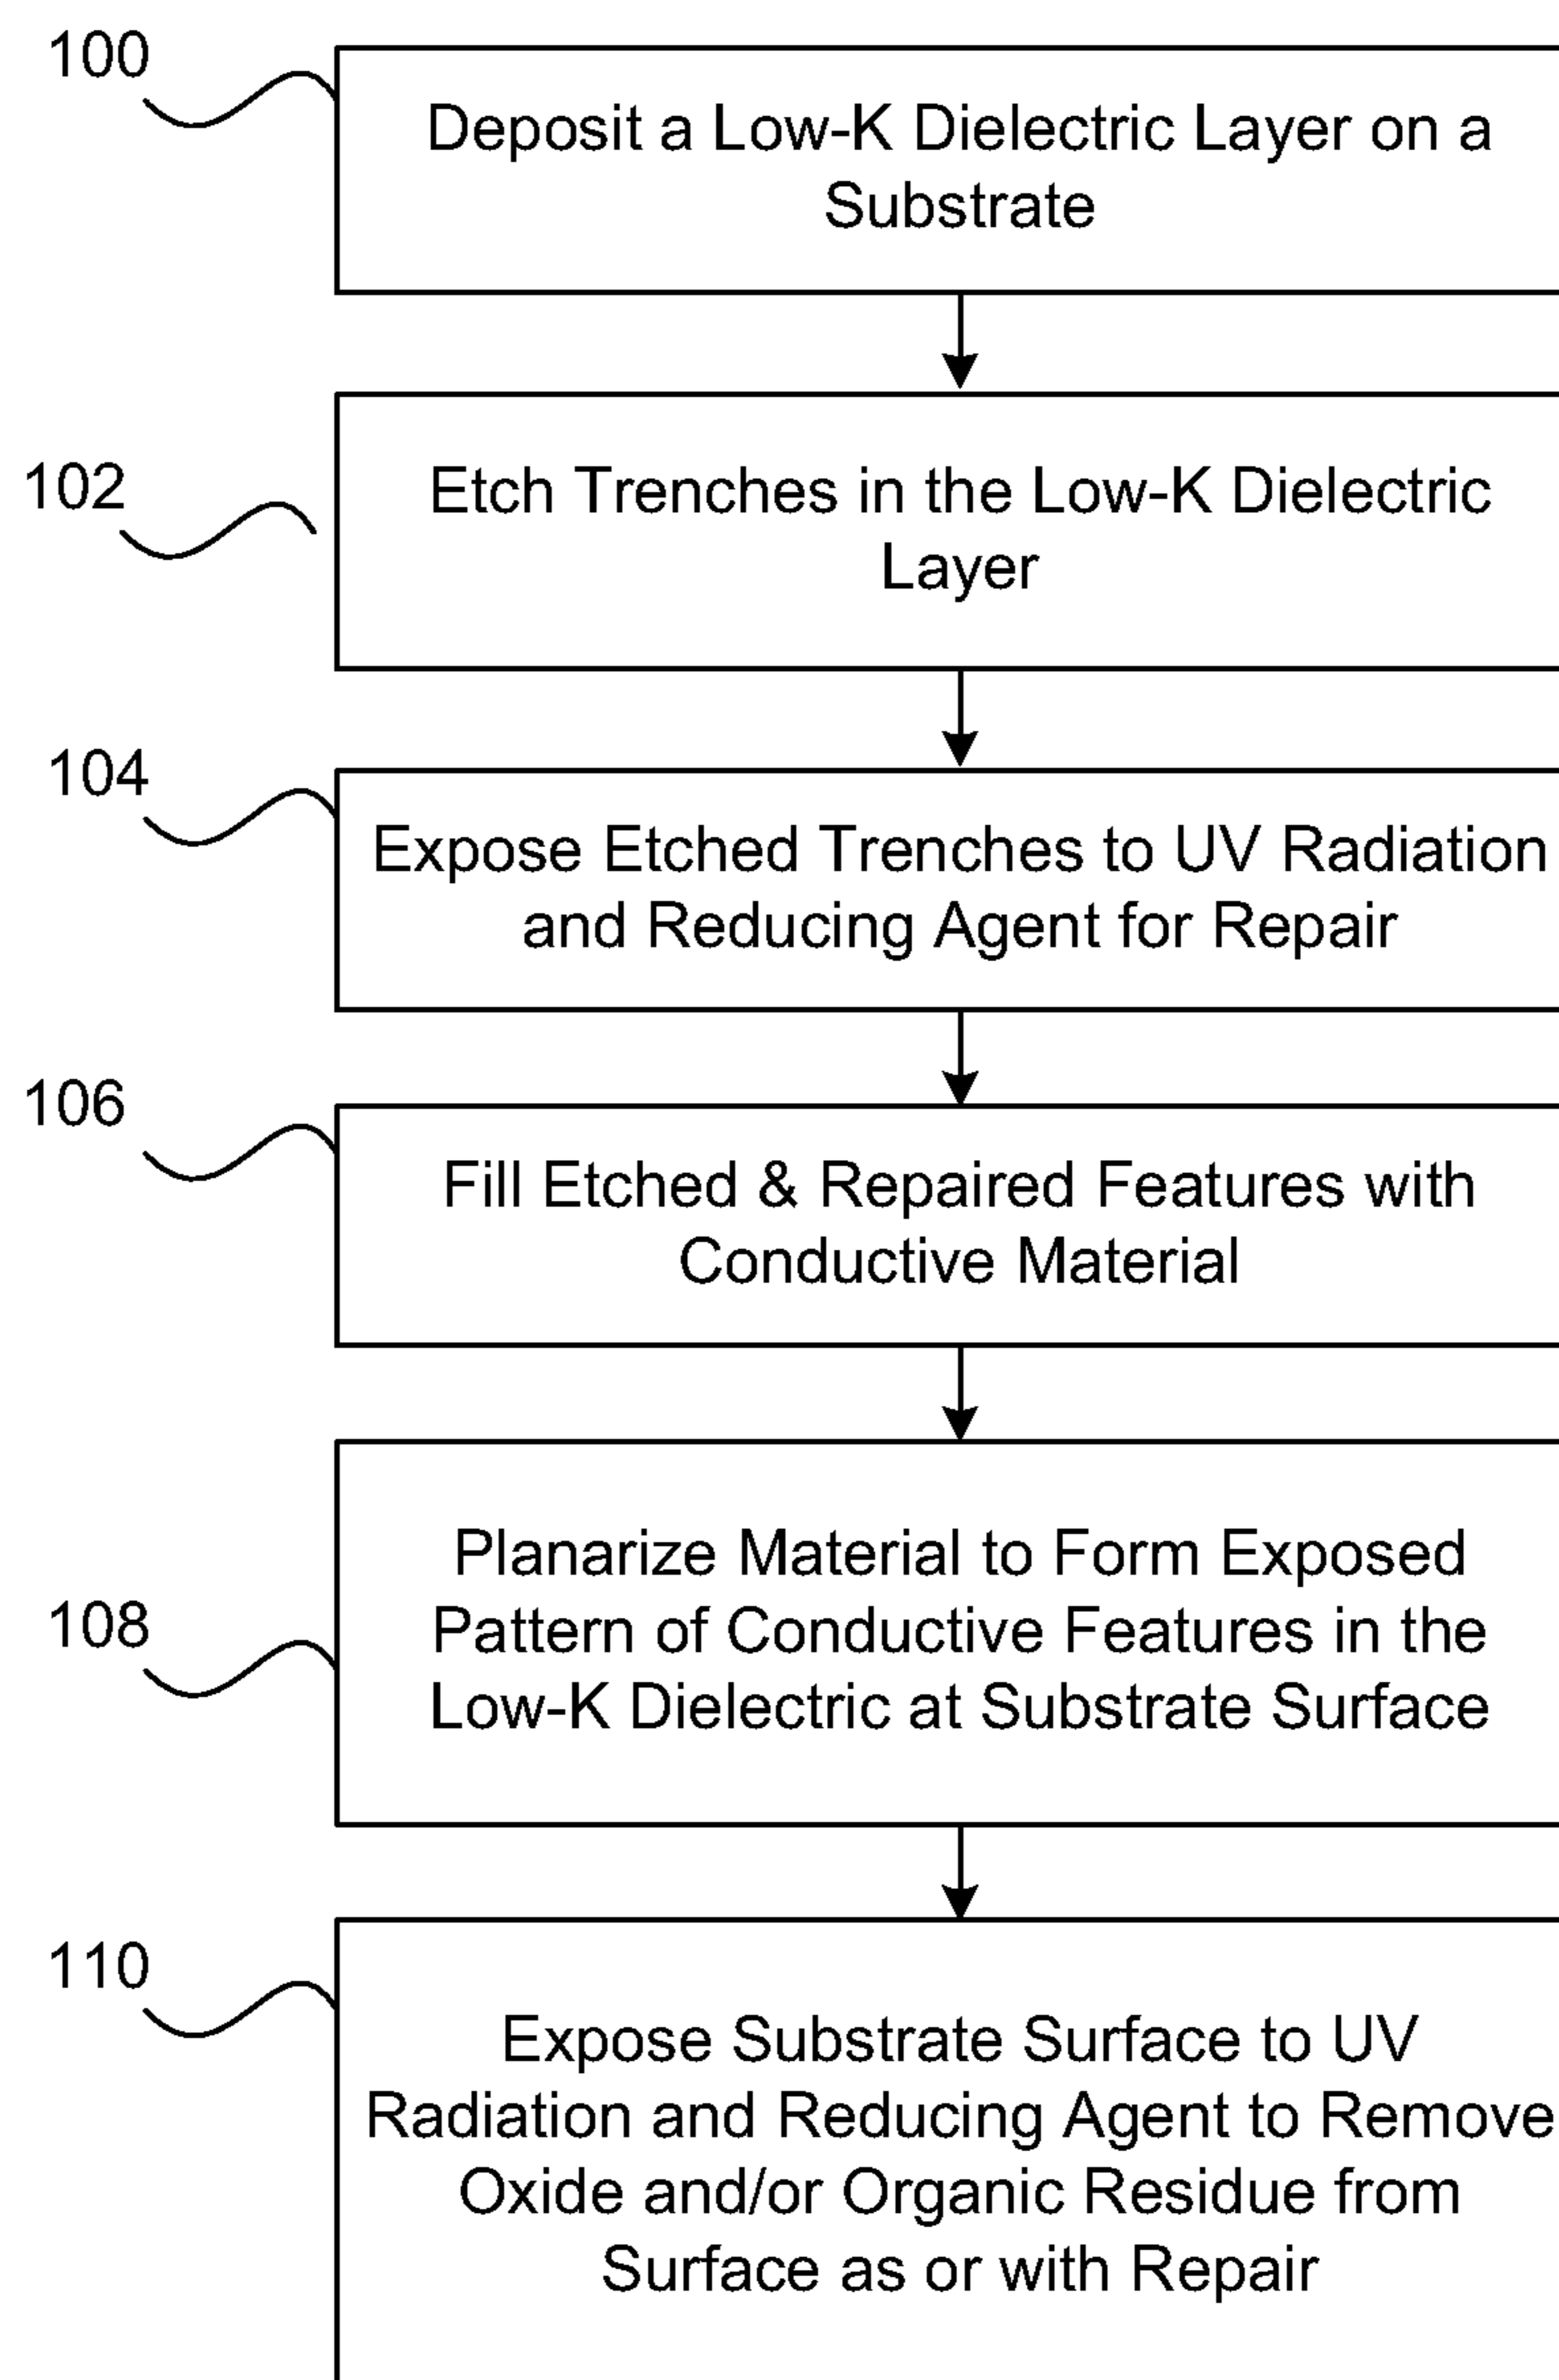 100
Deposit a Low-K Dielectric Layer on a
Substrate
102
Etch Trenches in the Low-K Dielectric
Layer
104
Expose Etched Trenches to UV Radiation
and Reducing Agent for Repair
106
Fill Etched & Repaired Features with
Conductive Material
108
Planarize Material to Form Exposed
Pattern of Conductive Features in the
Low-K Dielectric at Substrate Surface
110
Expose Substrate Surface to UV
Radiation and Reducing Agent to Remove
Oxide and/or Organic Residue from
Surface as or with Repair